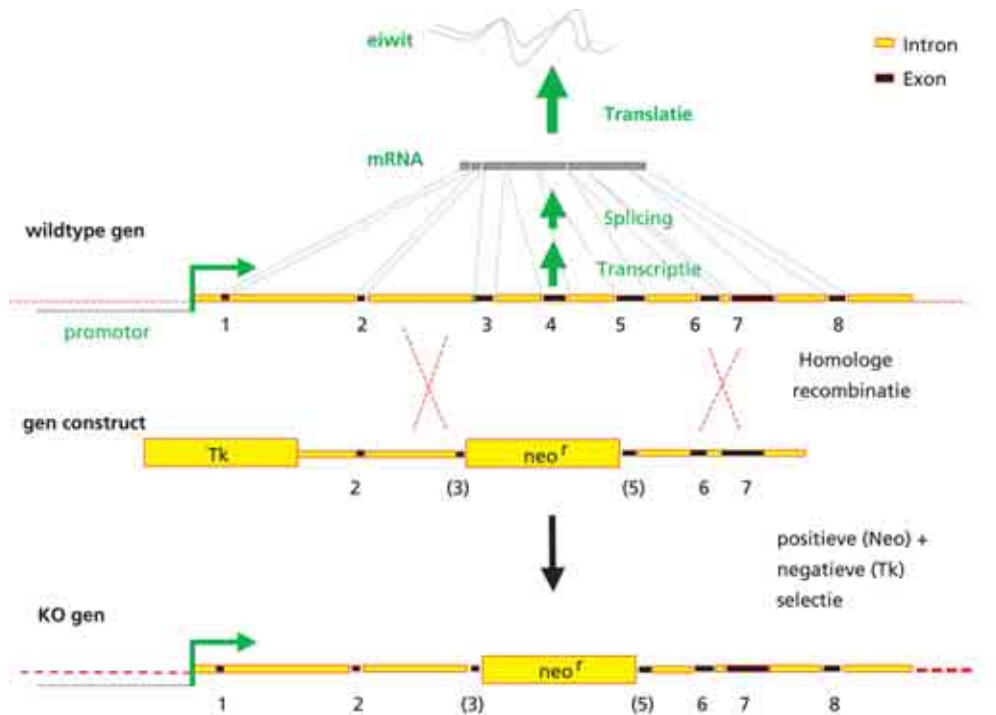 eiwit
Intron
Exon
Translatie
mRNA
Splicing
wildtype gen
Transcriptie
promotor
1 2 3 4 5 6 7 8
Homologe
recombinatie
gen construct
Tk neo r
2 (3) (5) 6 7
positieve (Neo) +
negatieve (Tk)
selectie
KO gen
neo r
1 2 (3) (5) 6 7 8